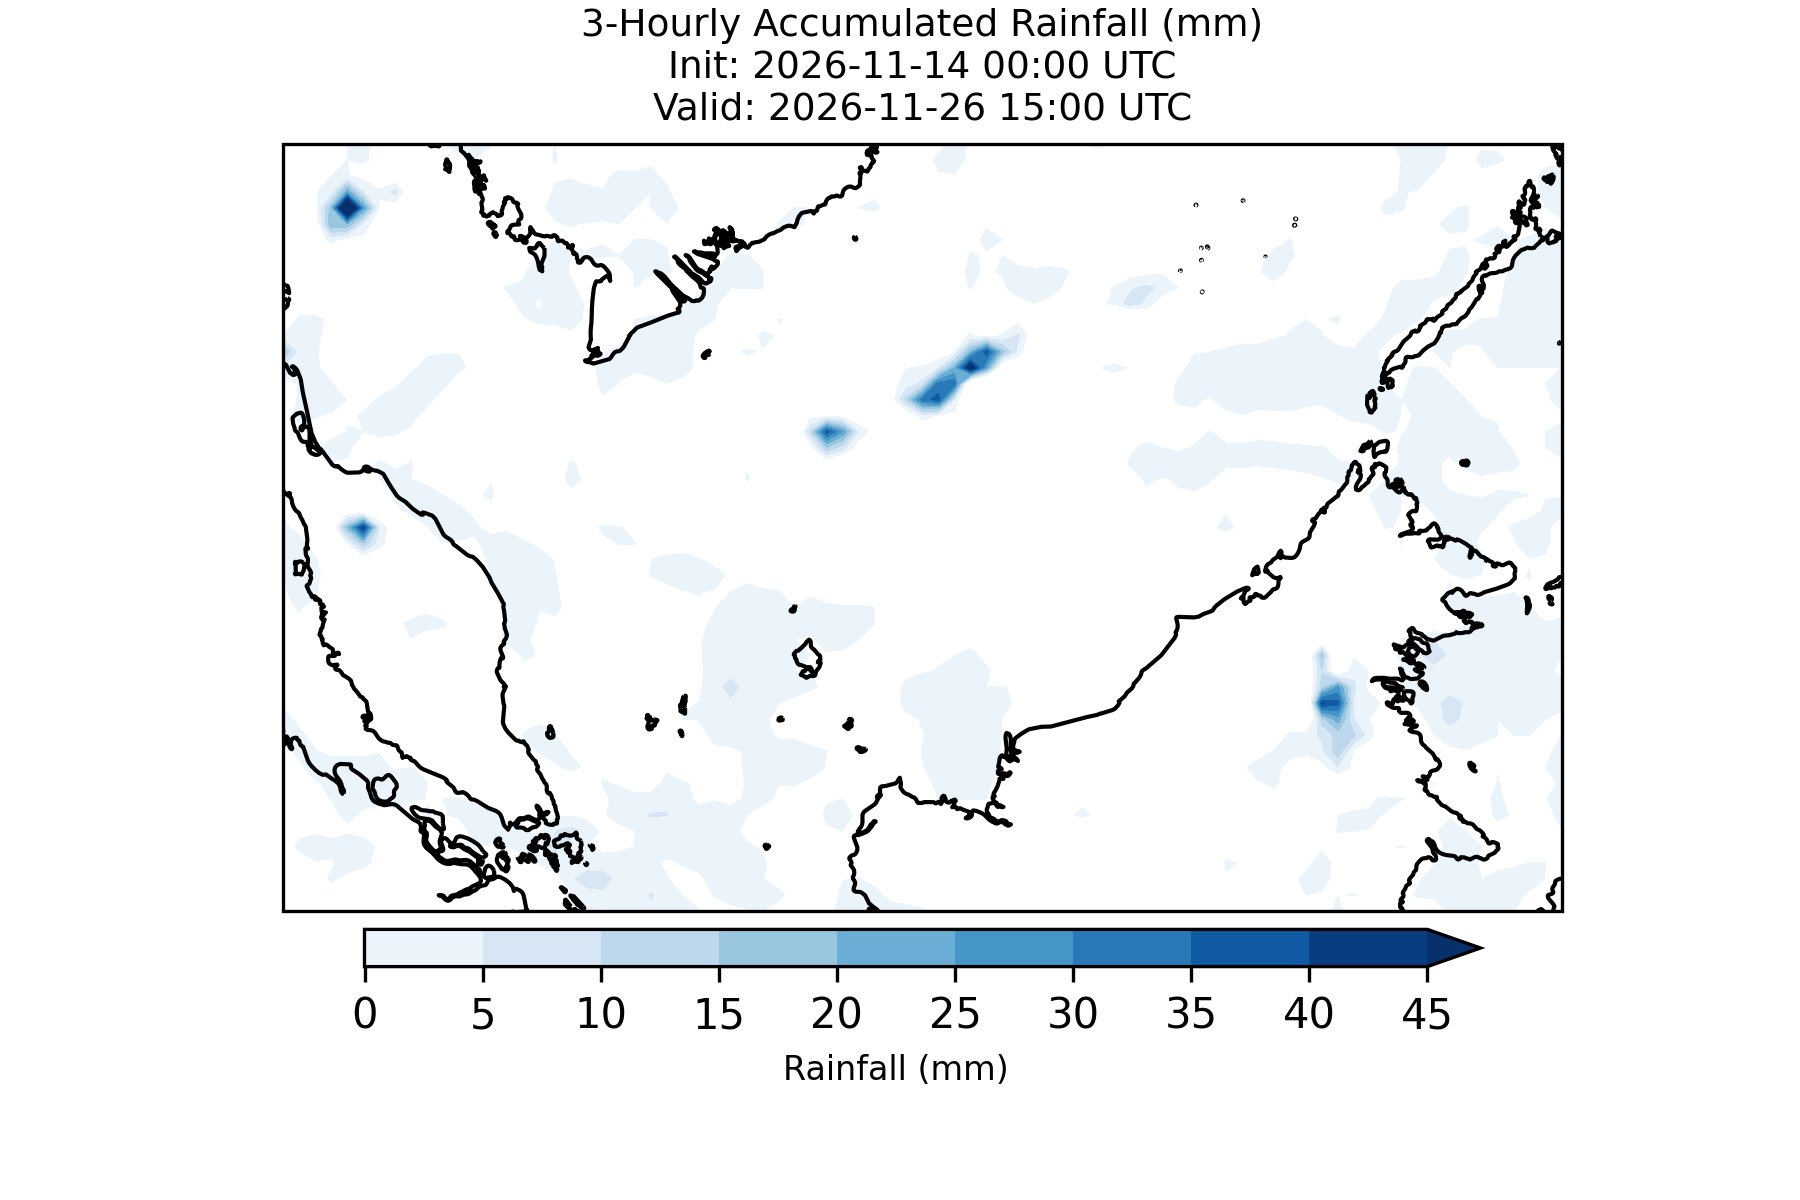 3-Hourly Accumulated Rainfall (mm)
Init: 2026-11-14 00:00 UTC
Valid: 2026-11-26 15:00 UTC
0 5 10 15 20 25 30 35 40 45
Rainfall (mm)